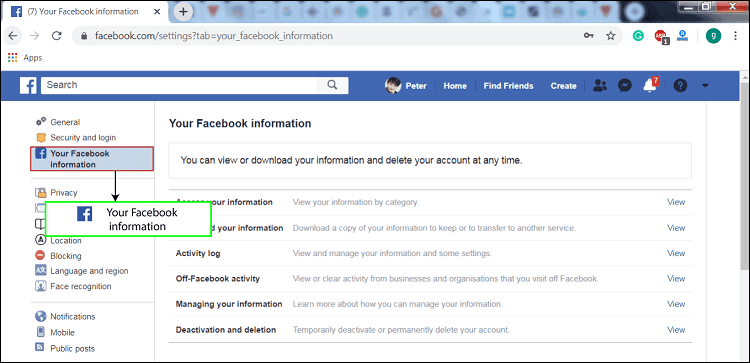 (7) Your Facebook information
facebook.com/settings?tab=your_facebook_information
1
g
Apps
Search
Peter Home Find Friends Create
7
General
Security and login
Your Facebook
information
Privacy
Your Facebook
information
Location
Blocking
Language and region
Face recognition
Notifications
Mobile
Public posts
Your Facebook information
You can view or download your information and delete your account at any time.
your information View your information by category. View
your information Download a copy of your information to keep or to transfer to another service. View
Activity log View and manage your information and some settings. View
Off-Facebook activity View or clear activity from businesses and organisations that you visit off Facebook. View
Managing your information Learn more about how you can manage your information. View
Deactivation and deletion Temporarily deactivate or permanently delete your account. View